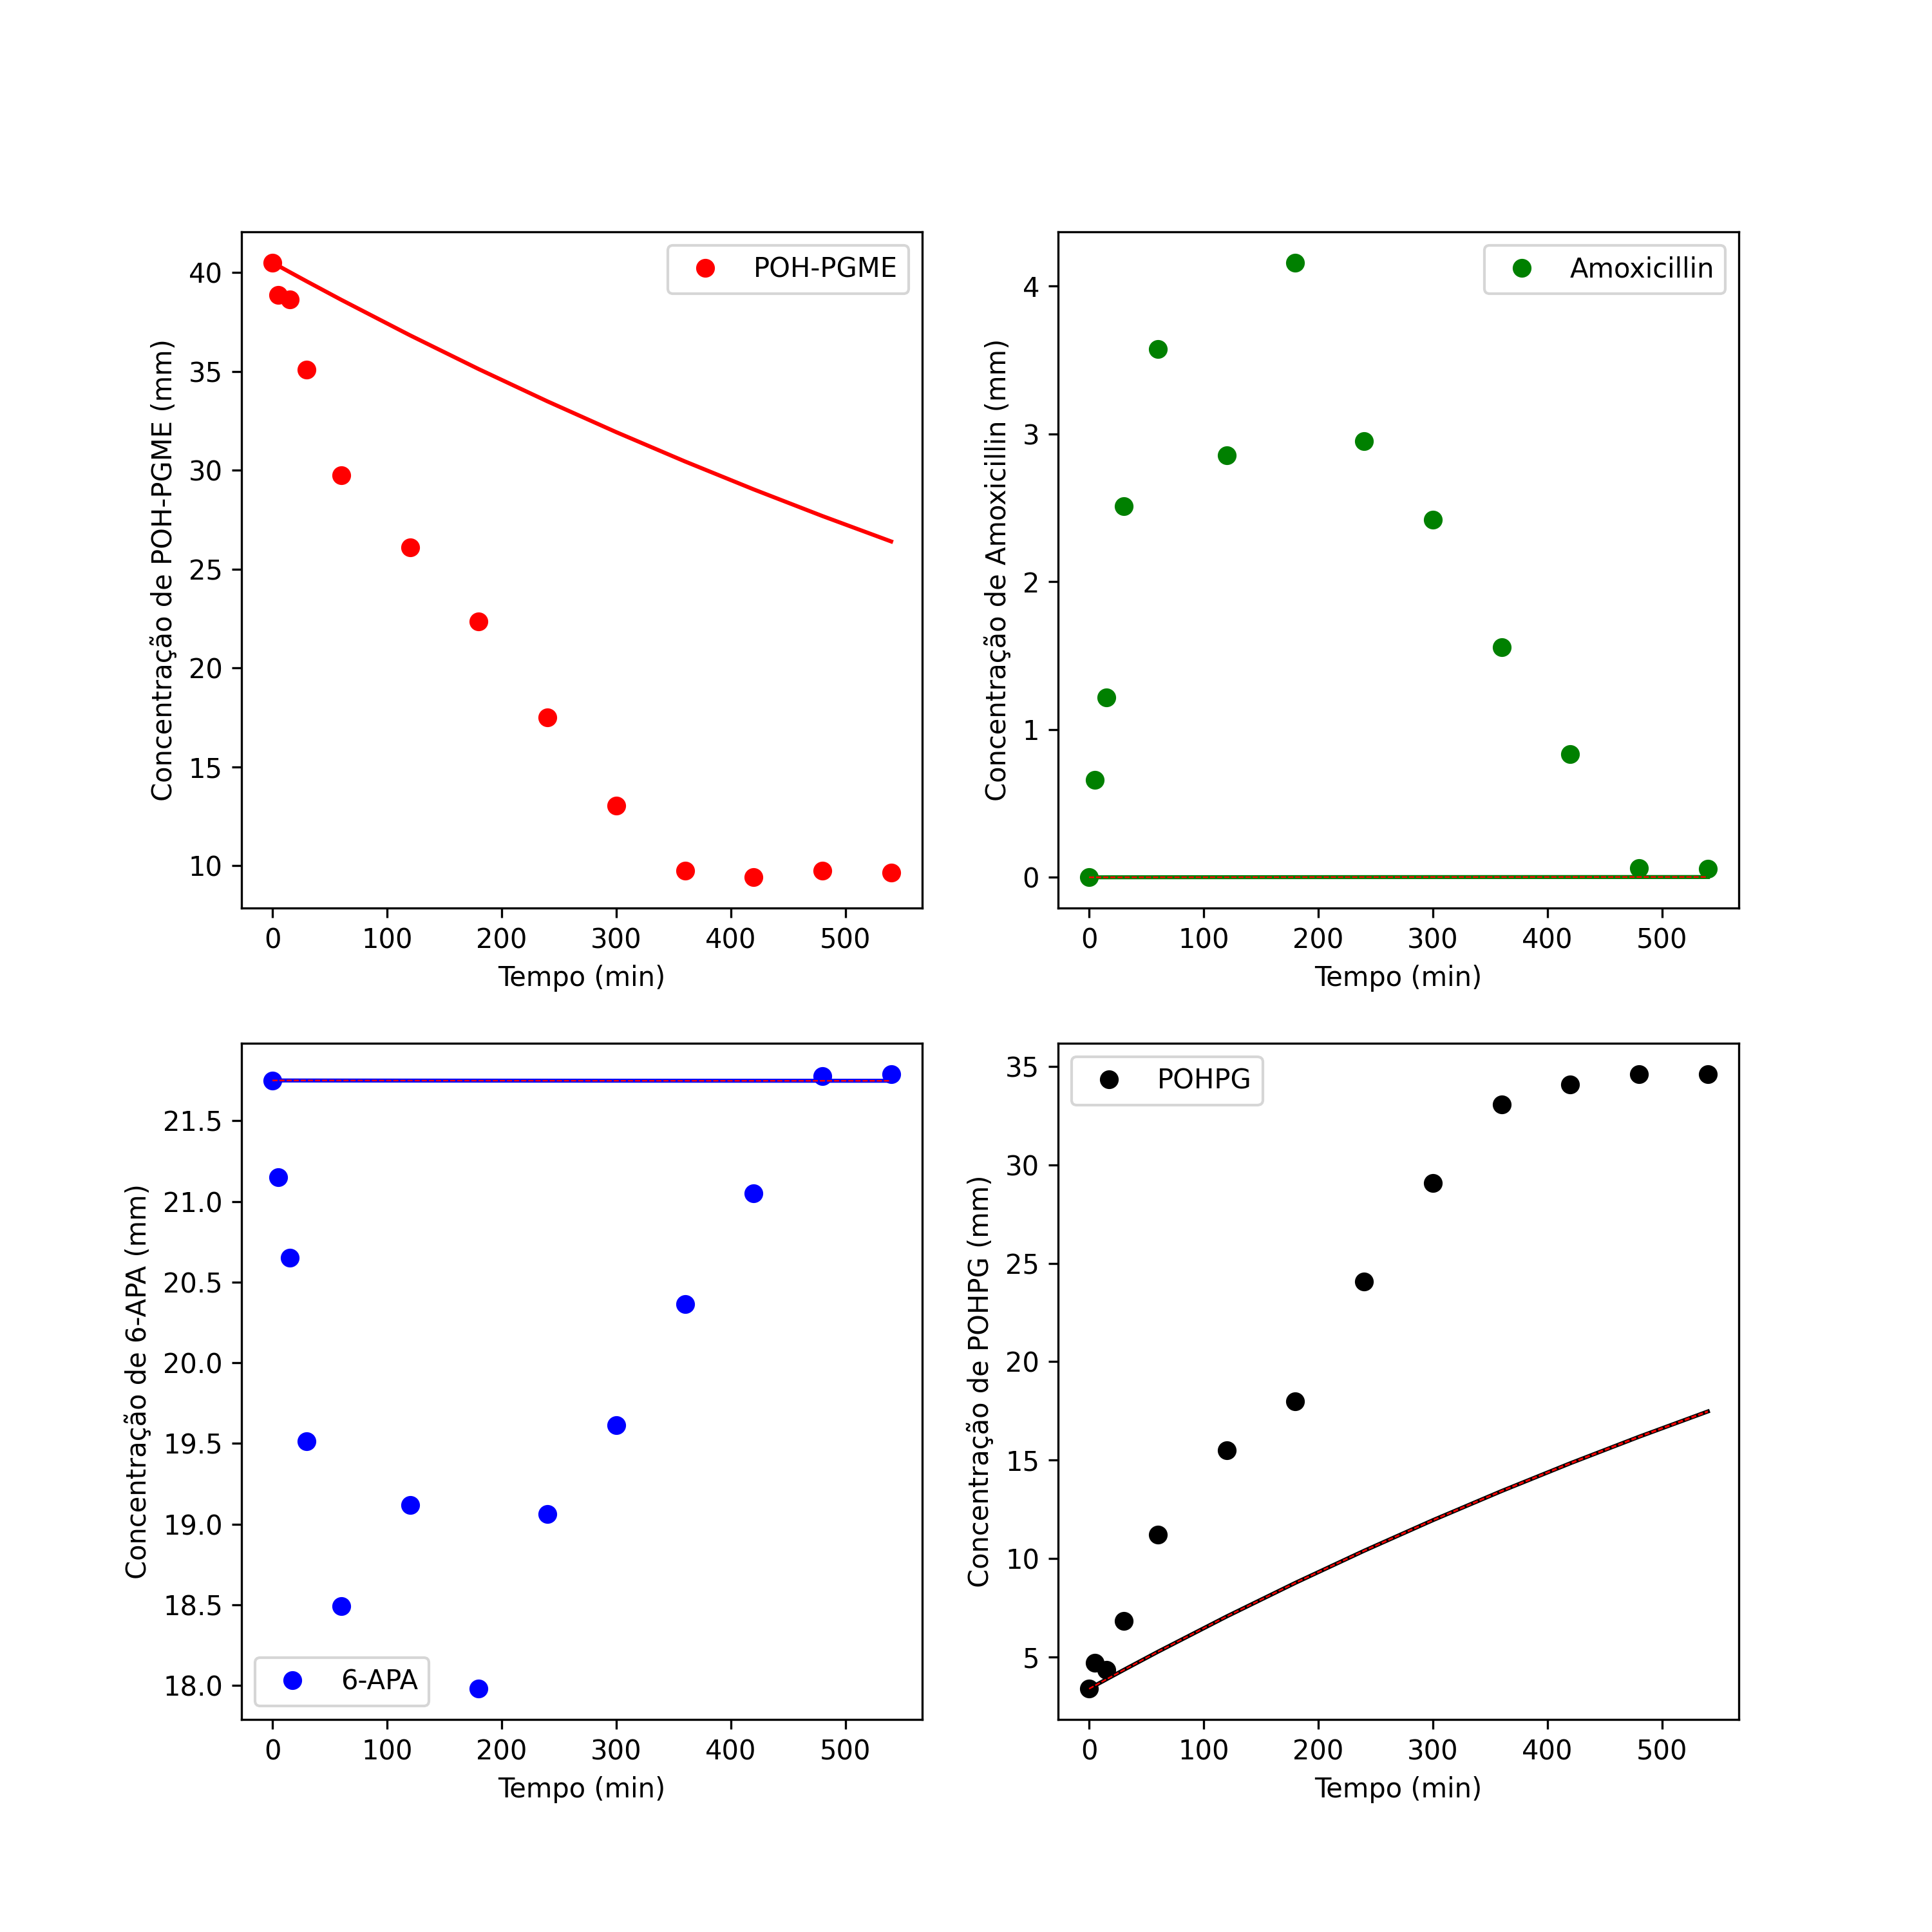 POH-PGME
Concentração de POH-PGME (mm)
40
35
30
25
20
15
10
0 100 200 300 400 500
Tempo (min)
Amoxicillin
Concentração de Amoxicillin (mm)
4
3
2
1
0
0 100 200 300 400 500
Tempo (min)
Concentração de 6-APA (mm)
21.5
21.0
20.5
20.0
19.5
19.0
18.5
18.0
6-APA
0 100 200 300 400 500
Tempo (min)
POHPG
Concentração de POHPG (mm)
35
30
25
20
15
10
5
0 100 200 300 400 500
Tempo (min)